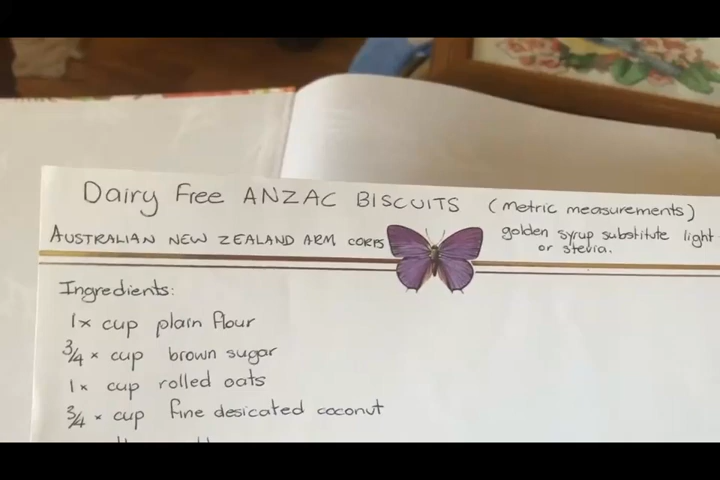 Dairy Free ANZAC BISCUITS (metric measurements)
AUSTRALIAN NEW ZEALAND ARM CORPS
golden syrup substitute light
or stevia.
Ingredients:
1x cup plain flour
3/4 x cup brown sugar
1x cup rolled oats
3/4 x cup fine desicated coconut